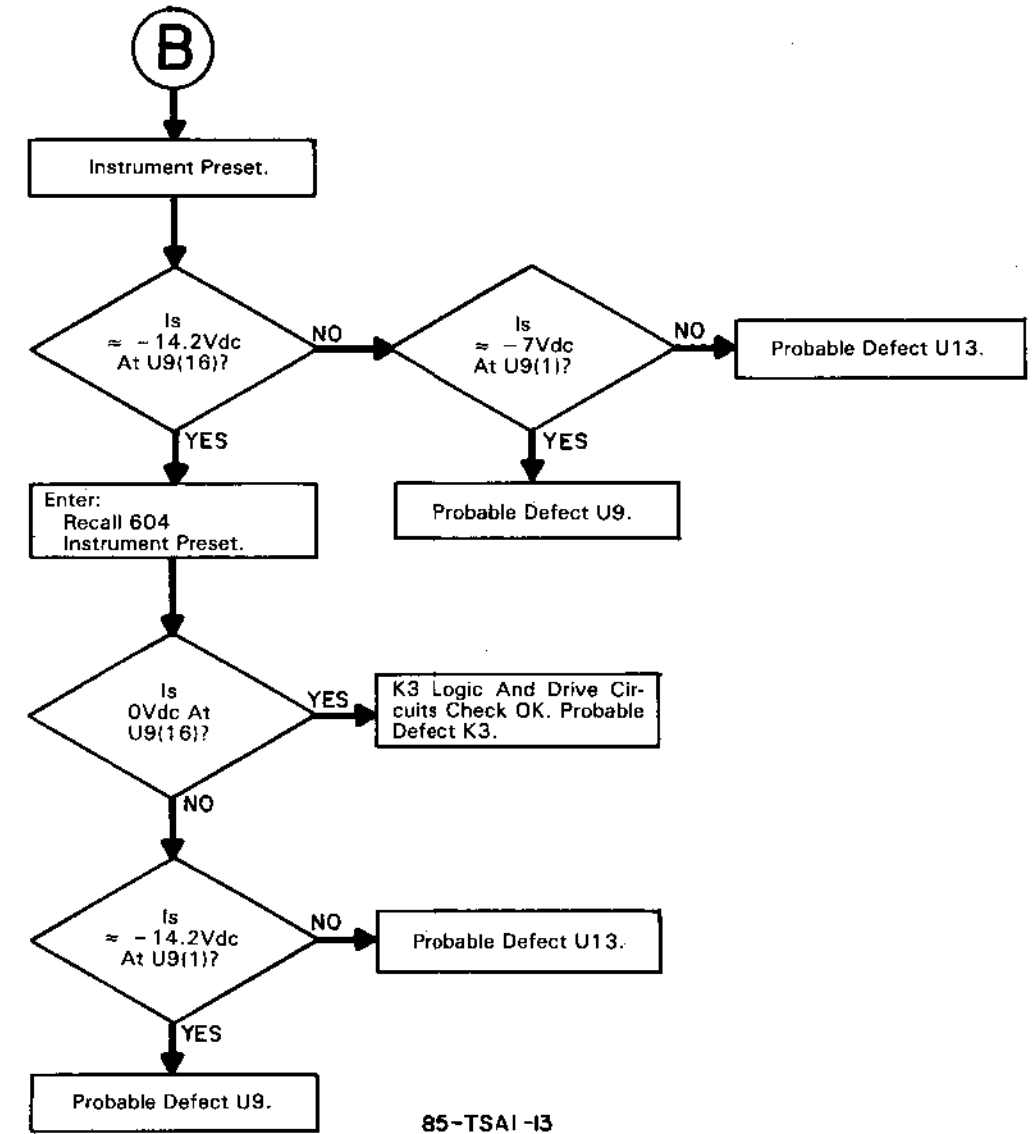 B
Instrument Preset.
Is
≈ -14.2Vdc
At U9(16)?
NO
YES
Is
≈ -7Vdc
At U9(1)?
NO
YES
Probable Defect U13.
Probable Defect U9.
Enter:
Recall 604
Instrument Preset.
Is
0Vdc At
U9(16)?
YES
NO
K3 Logic And Drive Cir-
cuits Check OK. Probable
Defect K3.
Is
≈ -14.2Vdc
At U9(1)?
NO
YES
Probable Defect U13.
Probable Defect U9.
85-TSA1-13